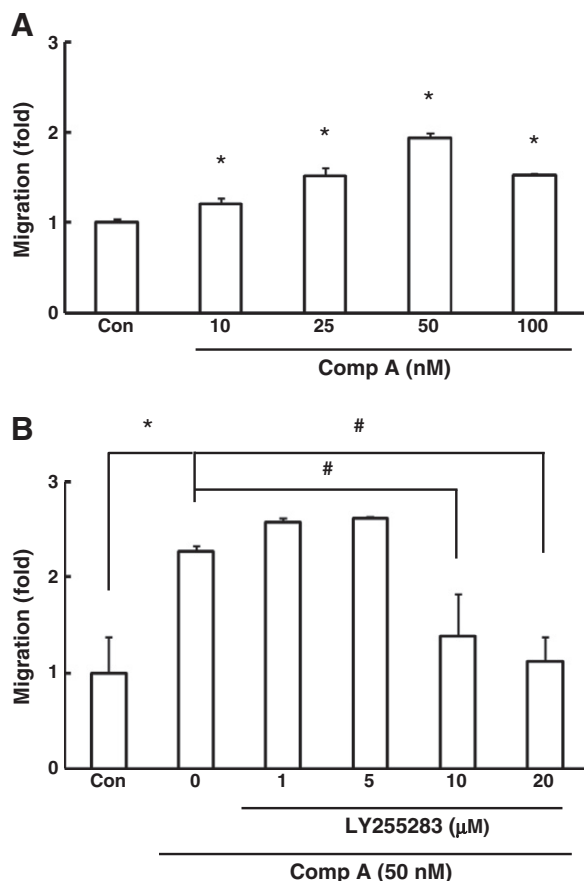 A
Migration (fold)
3
2
1
0
* * * *
Con 10 25 50 100
Comp A (nM)
B
* #
#
Migration (fold)
3
2
1
0
Con 0 1 5 10 20
LY255283 (μM)
Comp A (50 nM)